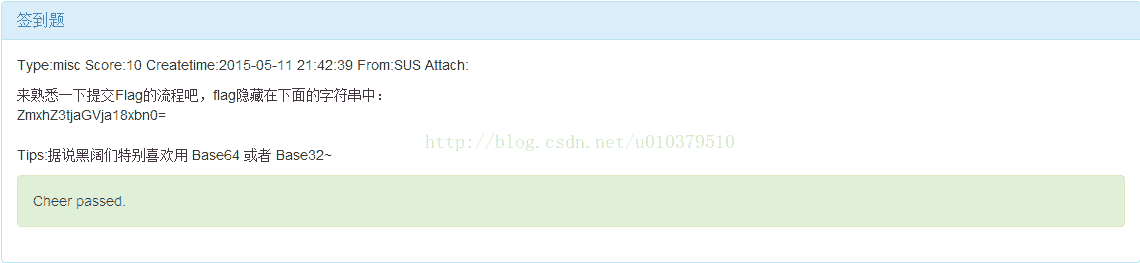 签到题
Type:misc Score:10 Createtime:2015-05-11 21:42:39 From:SUS Attach:
来熟悉一下提交Flag的流程吧，flag隐藏在下面的字符串中：
ZmxhZ3tjaGVja18xbn0=
http://blog.csdn.net/u010379510
Tips:据说黑阔们特别喜欢用 Base64 或者 Base32~
Cheer passed.